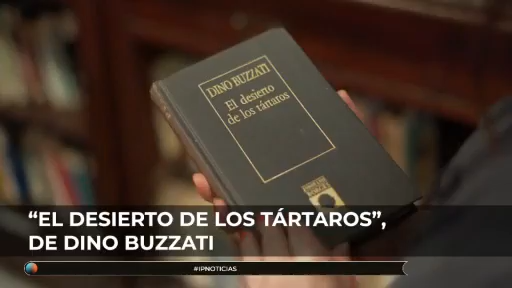 DINO BUZZATI
El desierto
de los tártaros
“EL DESIERTO DE LOS TÁRTAROS”,
DE DINO BUZZATI
#IPNOTICIAS